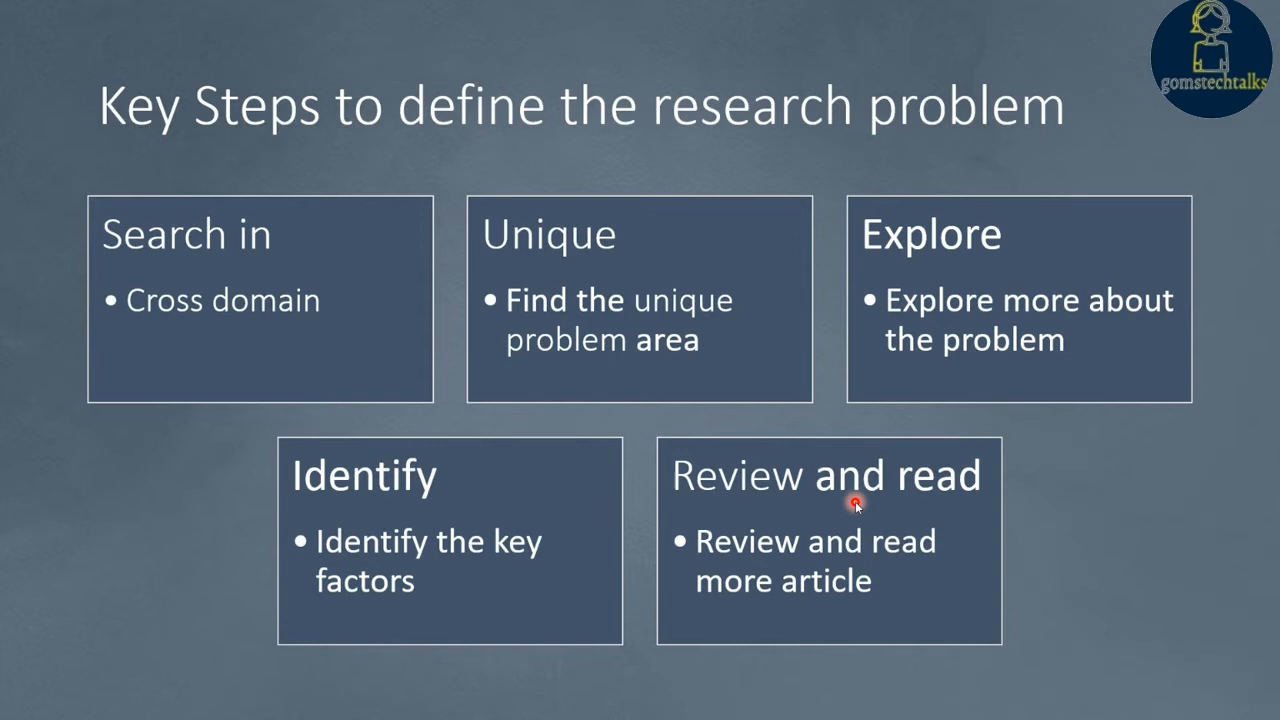 gomstechtalks
Key Steps to define the research problem
Search in
• Cross domain
Unique
• Find the unique
problem area
Explore
• Explore more about
the problem
Identify
• Identify the key
factors
Review and read
• Review and read
more article